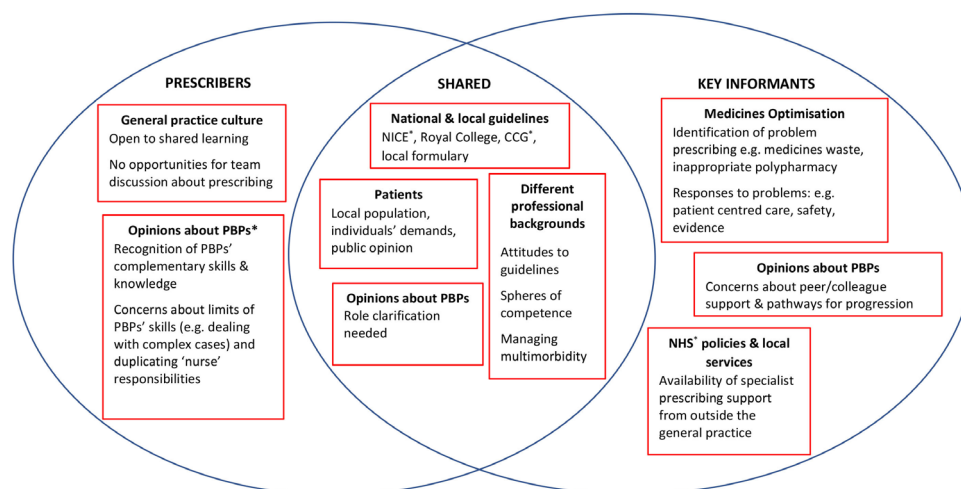 PRESCRIBERS
General practice culture
Open to shared learning
No opportunities for team
discussion about prescribing
Opinions about PBPs*
Recognition of PBPs’
complementary skills &
knowledge
Concerns about limits of
PBPs’ skills (e.g. dealing
with complex cases) and
duplicating ‘nurse’
responsibilities
SHARED
National & local guidelines
NICE*, Royal College, CCG*,
local formulary
Patients
Local population,
individuals’ demands,
public opinion
Different
professional
backgrounds
Attitudes to
guidelines
Spheres of
competence
Managing
multimorbidity
Opinions about PBPs
Role clarification
needed
KEY INFORMANTS
Medicines Optimisation
Identification of problem
prescribing e.g. medicines waste,
inappropriate polypharmacy
Responses to problems: e.g.
patient centred care, safety,
evidence
Opinions about PBPs
Concerns about peer/colleague
support & pathways for progression
NHS* policies & local
services
Availability of specialist
prescribing support
from outside the
general practice